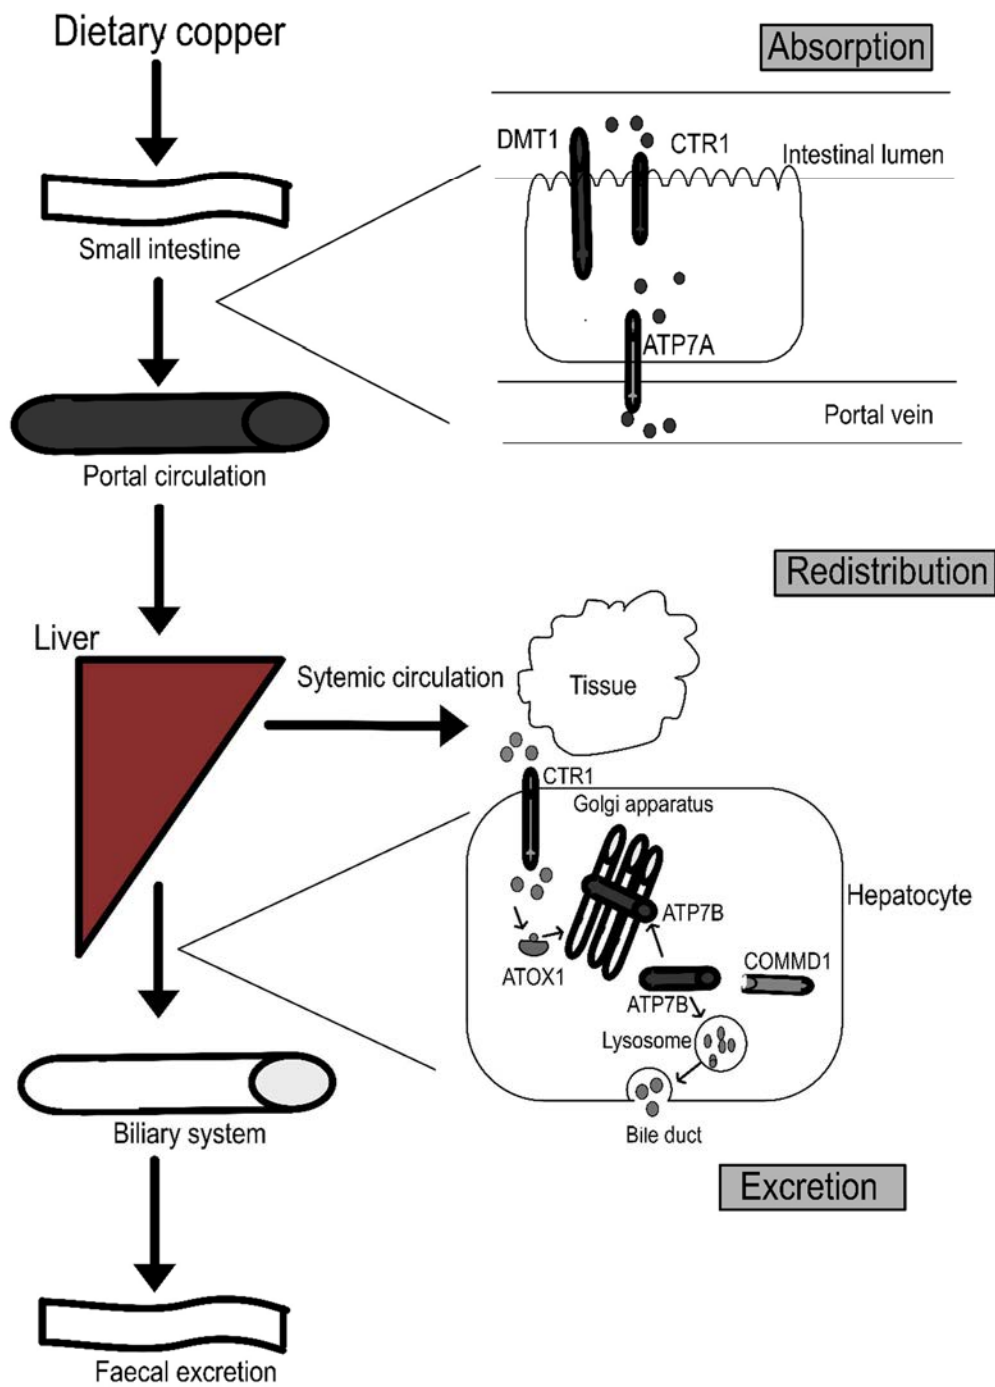 Dietary copper
Absorption
DMT1
CTR1
Intestinal lumen
Small intestine
ATP7A
Portal vein
Portal circulation
Redistribution
Liver
Sytemic circulation
Tissue
CTR1
Golgi apparatus
Hepatocyte
ATP7B
COMMD1
ATOX1
ATP7B
Lysosome
Biliary system
Bile duct
Excretion
Faecal excretion